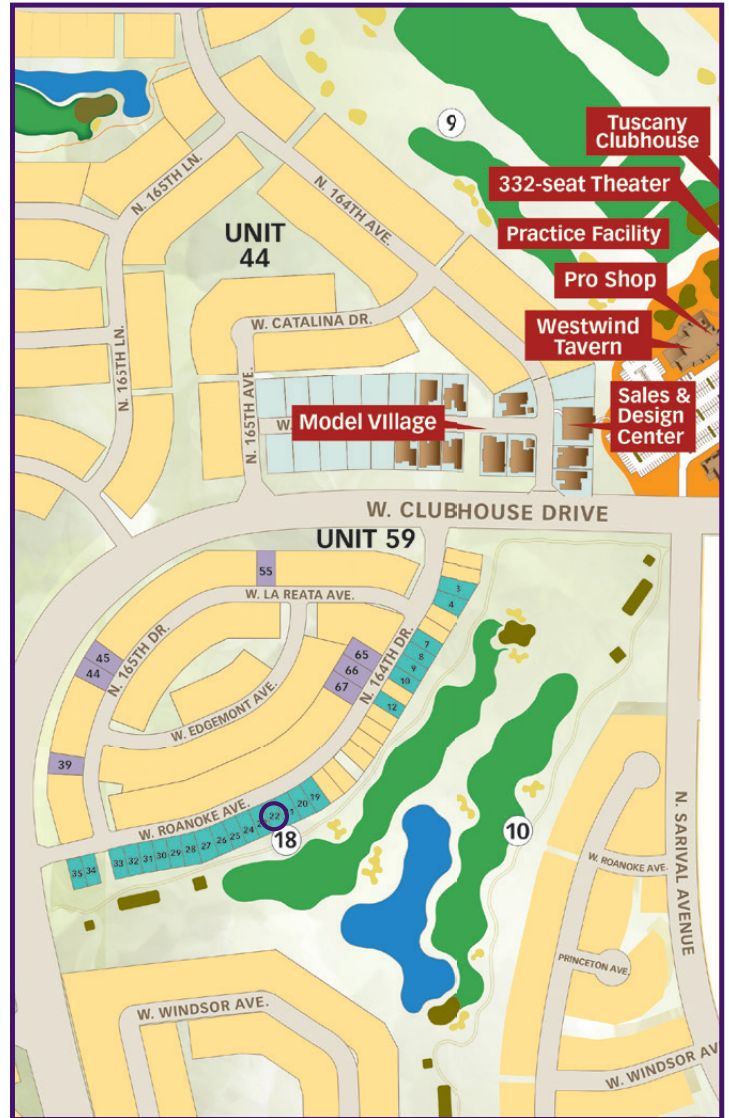 9
Tuscany
Clubhouse
332-seat Theater
Practice Facility
Pro Shop
Westwind
Tavern
Sales &
Design
Center
Model VIllage
W.
N. 165TH LN.
N. 164TH AVE.
UNIT
44
W. CATALINA DR.
N. 165TH LN.
N. 165TH AVE.
W. CLUBHOUSE DRIVE
UNIT 59
55
W. LA REATA AVE.
3
4
45
44
N. 165TH DR.
65
66
67
N. 164TH DR.
7
8
9
10
12
W. EDGEMONT AVE.
39
W. ROANOKE AVE.
19
20
22
24
25
26
27
28
29
30
31
32
33
34
35
18
10
N. SARIVAL AVENUE
W. ROANOKE AVE.
PRINCETON AVE.
W. WINDSOR AVE.
W. WINDSOR AV